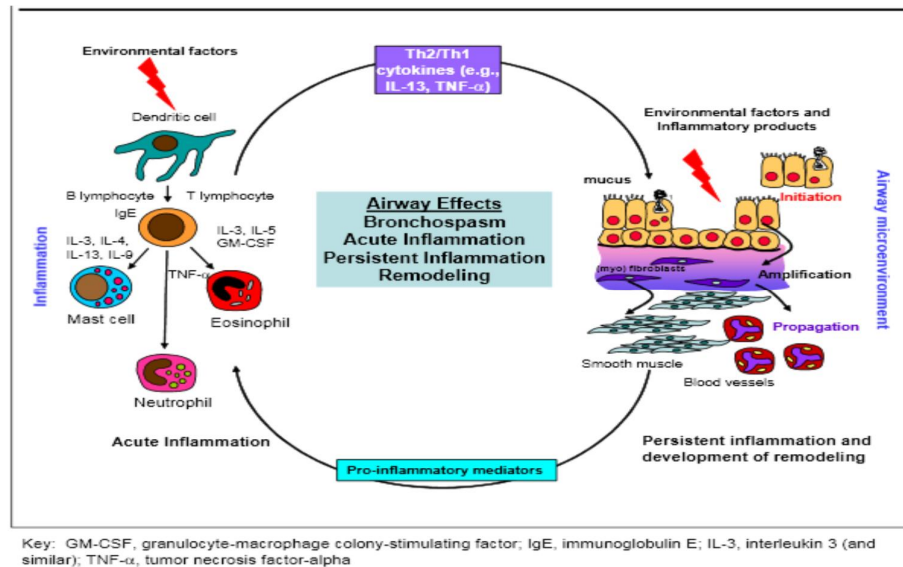 Environmental factors
Dendritic cell
B lymphocyte
T lymphocyte
IgE
IL-3, IL-4,
IL-13, IL-9
IL-3, IL-5
GM-CSF
TNF-α
Mast cell
Eosinophil
Neutrophil
Inflammation
Acute Inflammation
Th2/Th1
cytokines (e.g.,
IL-13, TNF-α)
Airway Effects
Bronchospasm
Acute Inflammation
Persistent Inflammation
Remodeling
Pro-inflammatory mediators
Environmental factors and
Inflammatory products
mucus
Initiation
(myo) fibroblasts
Amplification
Propagation
Smooth muscle
Blood vessels
Airway microenvironment
Persistent inflammation and
development of remodeling
Key: GM-CSF, granulocyte-macrophage colony-stimulating factor; IgE, immunoglobulin E; IL-3, interleukin 3 (and
similar); TNF-α, tumor necrosis factor-alpha